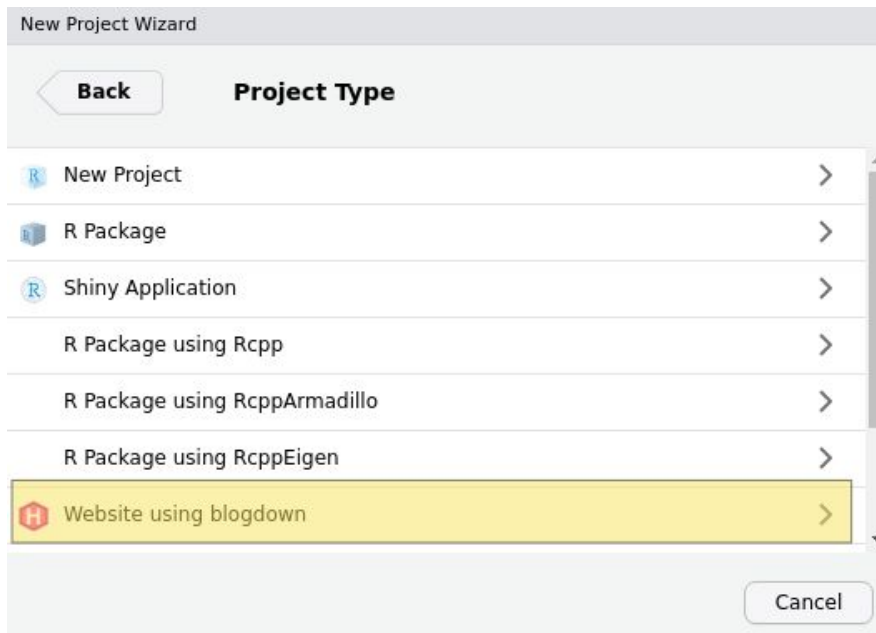 New Project Wizard
Back
Project Type
R New Project
R R Package
R Shiny Application
R Package using Rcpp
R Package using RcppArmadillo
R Package using RcppEigen
H Website using blogdown
Cancel